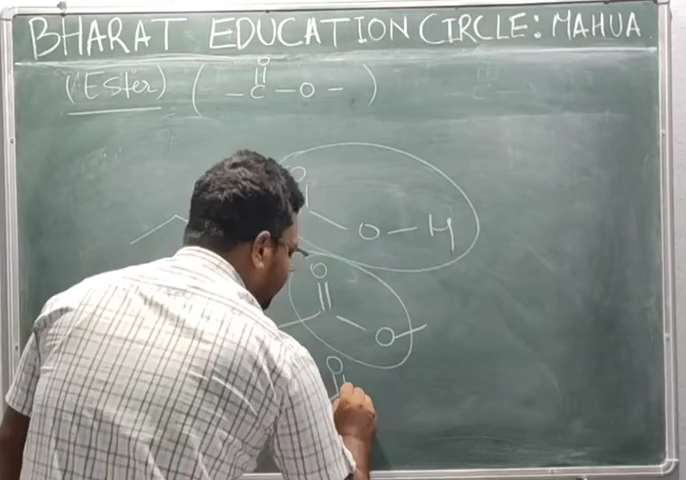 BHARAT EDUCATION CIRCLE: MAHUA
(Ester) ( O
– C – O – )
O
O – H
O
O
O